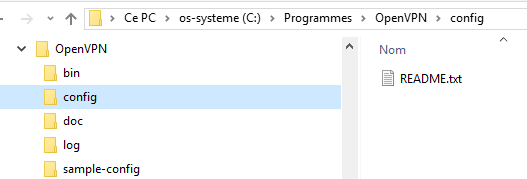 Ce PC > os-systeme (C:) > Programmes > OpenVPN > config
OpenVPN
bin
config
doc
log
sample-config
Nom
README.txt